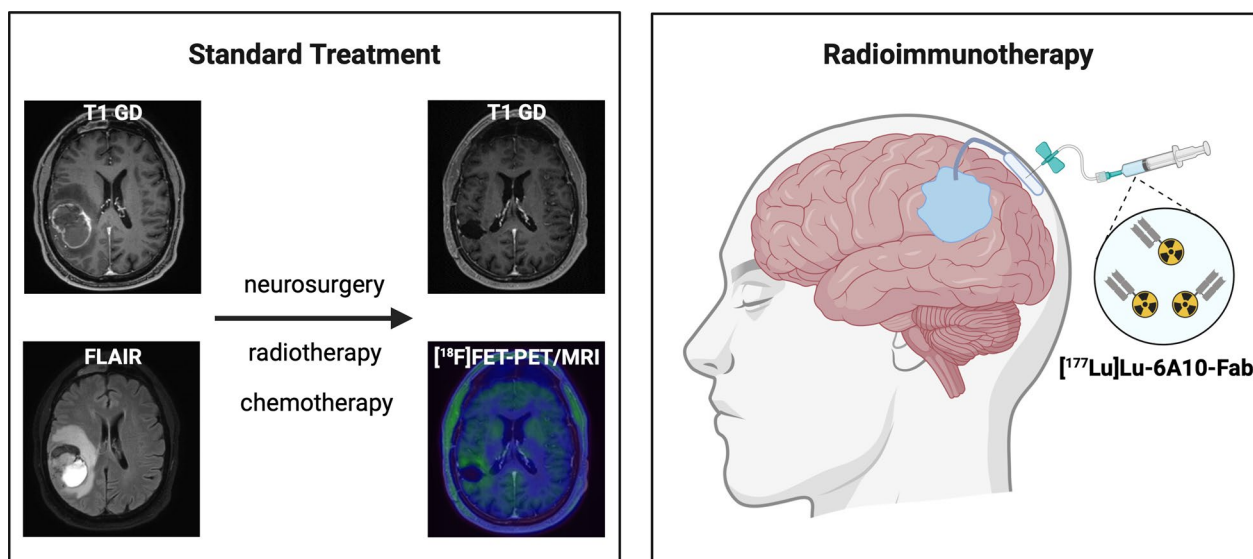 Standard Treatment
T1 GD
T1 GD
neurosurgery
radiotherapy
chemotherapy
FLAIR
[¹⁸F]FET-PET/MRI
Radioimmunotherapy
[¹⁷⁷Lu]Lu-6A10-Fab